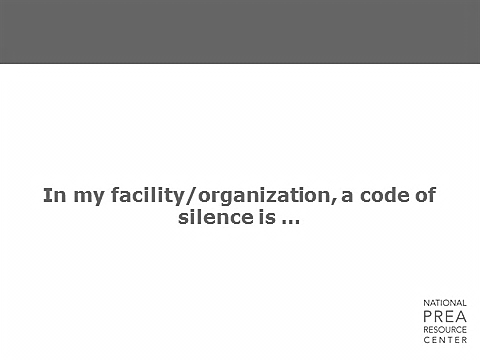 In my facility/organization, a code of
silence is ...
NATIONAL
PREA
RESOURCE
CENTER